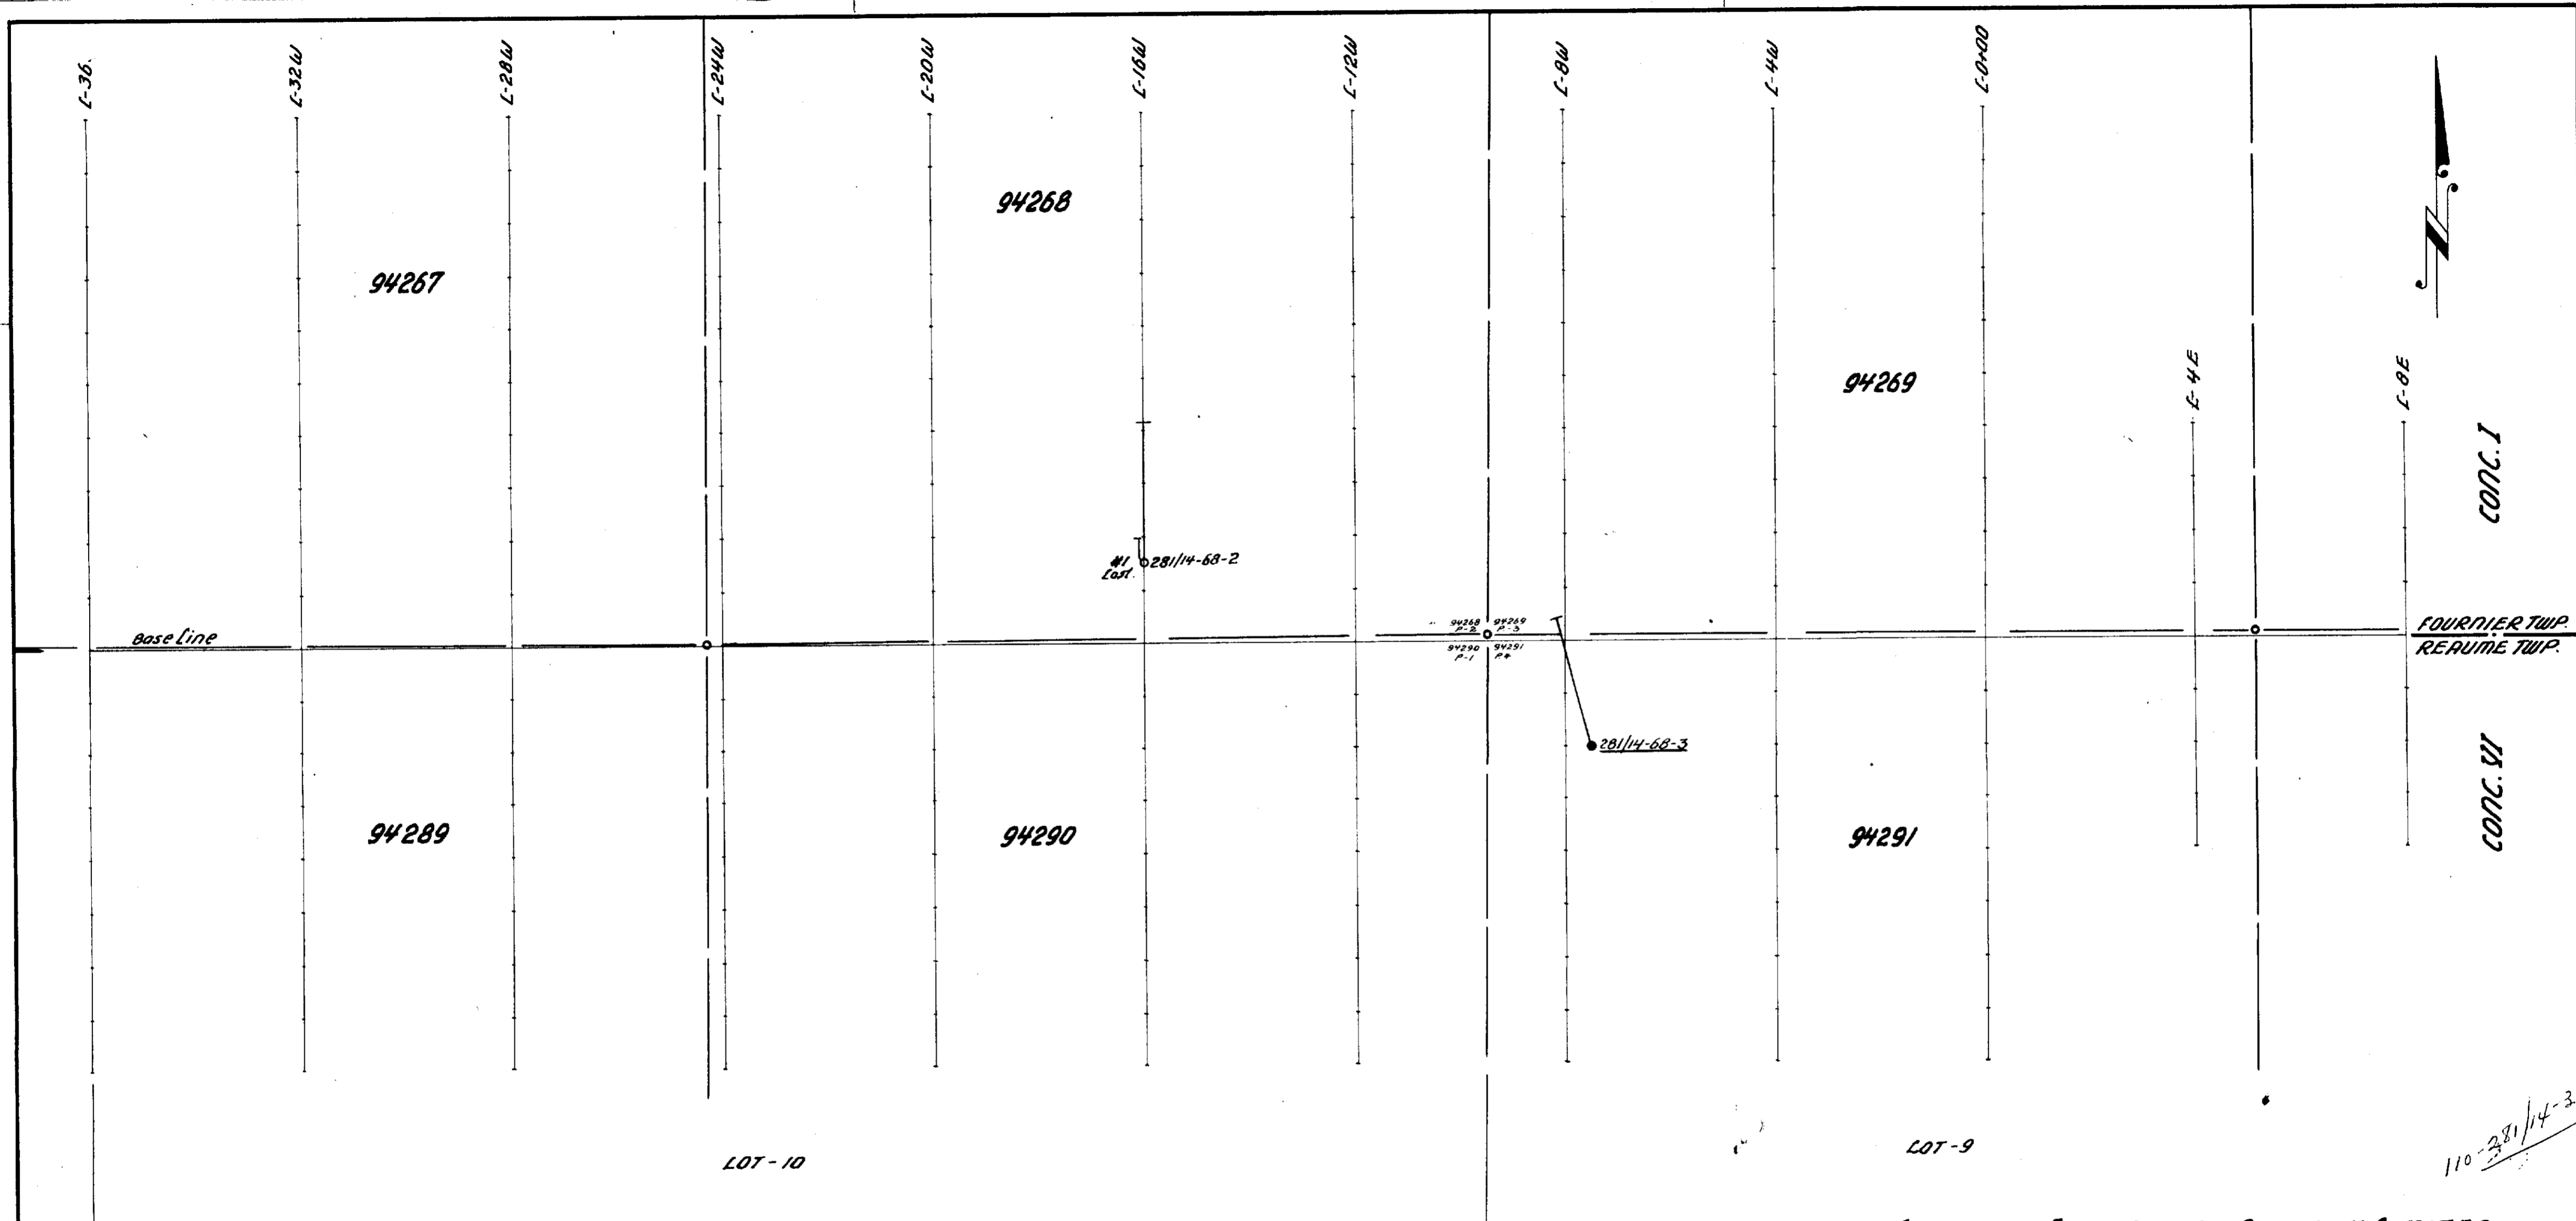 L-36.
L-32W
L-28W
L-24W
L-20W
L-16W
L-12W
L-8W
L-4W
L-0+00
L-4E
L-8E
N
94267
94268
94269
CONC. I
#1
Lost.
281/14-68-2
Base Line
94268
P-2
94269
P-3
94290
P-1
94291
P-4
FOURNIER TWP.
REAUME TWP.
281/14-68-3
94289
94290
94291
CONC. VI
LOT-10
LOT-9
110-281/14-3